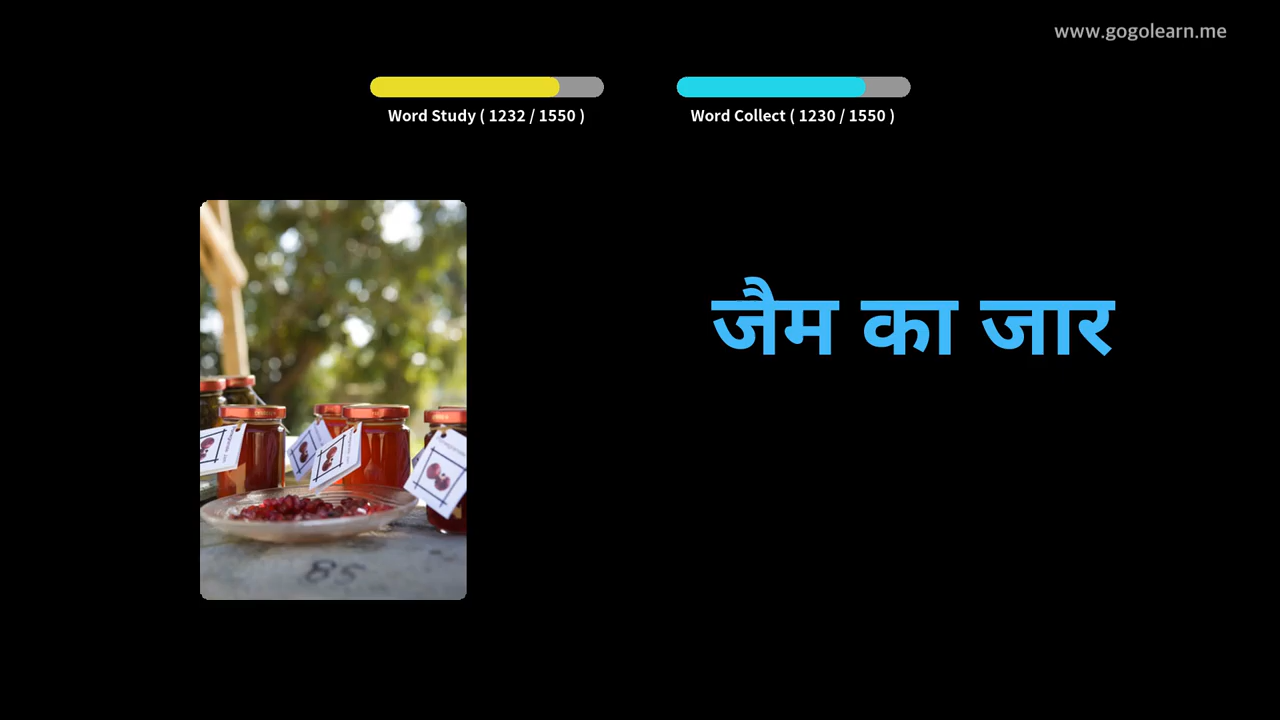 www.gogolearn.me
Word Study ( 1232 / 1550 )
Word Collect ( 1230 / 1550 )
जैम का जार
85